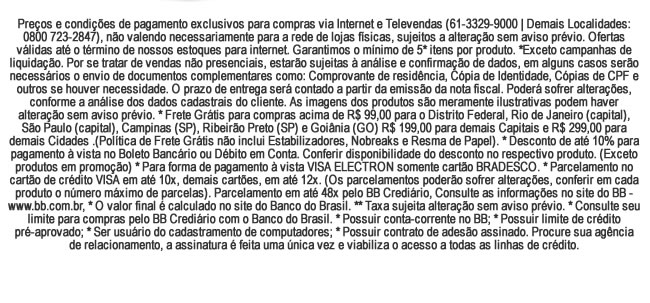 Preços e condições de pagamento exclusivos para compras via Internet e Televendas (61-3329-9000 | Demais Localidades:
0800 723-2847), não valendo necessariamente para a rede de lojas físicas, sujeitos a alteração sem aviso prévio. Ofertas
válidas até o término de nossos estoques para internet. Garantimos o mínimo de 5* itens por produto. *Exceto campanhas de
liquidação. Por se tratar de vendas não presenciais, estarão sujeitas à análise e confirmação de dados, em alguns casos serão
necessários o envio de documentos complementares como: Comprovante de residência, Cópia de Identidade, Cópias de CPF e
outros se houver necessidade. O prazo de entrega será contado a partir da emissão da nota fiscal. Poderá sofrer alterações,
conforme a análise dos dados cadastrais do cliente. As imagens dos produtos são meramente ilustrativas podem haver
alteração sem aviso prévio. * Frete Grátis para compras acima de R$ 99,00 para o Distrito Federal, Rio de Janeiro (capital),
São Paulo (capital), Campinas (SP), Ribeirão Preto (SP) e Goiânia (GO) R$ 199,00 para demais Capitais e R$ 299,00 para
demais Cidades .(Política de Frete Grátis não inclui Estabilizadores, Nobreaks e Resma de Papel). * Desconto de até 10% para
pagamento à vista no Boleto Bancário ou Débito em Conta. Conferir disponibilidade do desconto no respectivo produto. (Exceto
produtos em promoção) * Para forma de pagamento à vista VISA ELECTRON somente cartão BRADESCO. * Parcelamento no
cartão de crédito VISA em até 10x, demais cartões, em até 12x. (Os parcelamentos poderão sofrer alterações, conferir em cada
produto o número máximo de parcelas). Parcelamento em até 48x pelo BB Crediário, Consulte as informações no site do BB -
www.bb.com.br, * O valor final é calculado no site do Banco do Brasil. ** Taxa sujeita alteração sem aviso prévio. * Consulte seu
limite para compras pelo BB Crediário com o Banco do Brasil. * Possuir conta-corrente no BB; * Possuir limite de crédito
pré-aprovado; * Ser usuário do cadastramento de computadores; * Possuir contrato de adesão assinado. Procure sua agência
de relacionamento, a assinatura é feita uma única vez e viabiliza o acesso a todas as linhas de crédito.